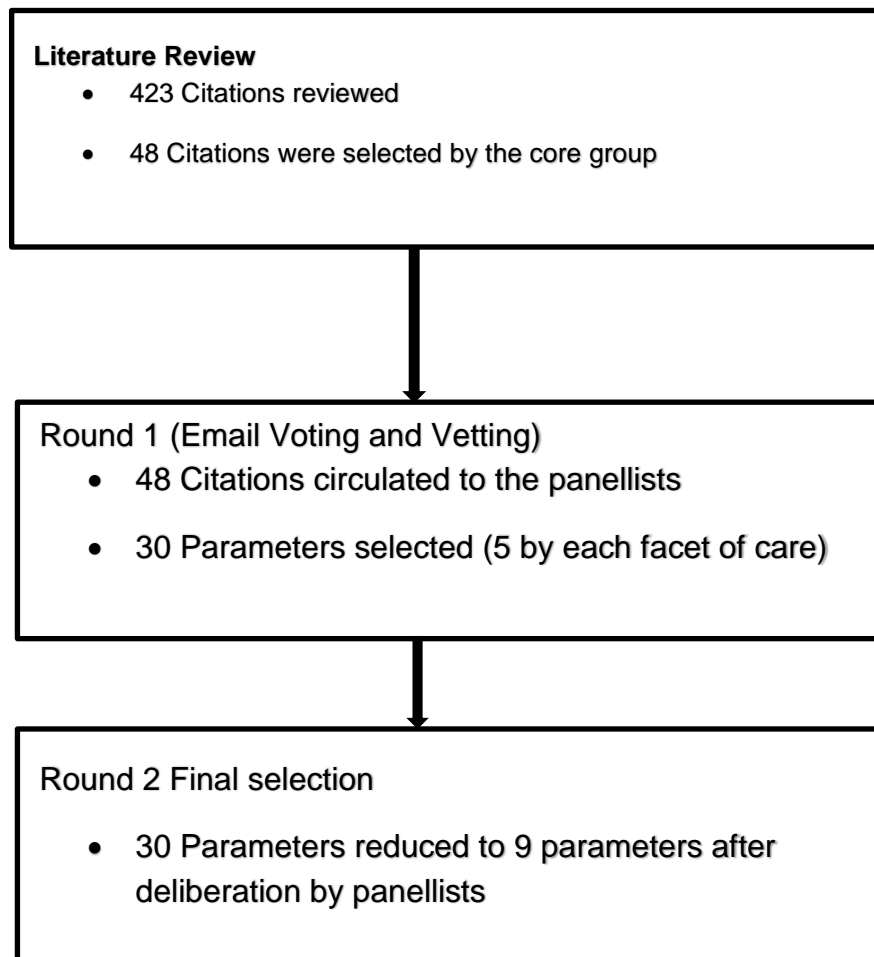 Literature Review
• 423 Citations reviewed
• 48 Citations were selected by the core group
Round 1 (Email Voting and Vetting)
• 48 Citations circulated to the panellists
• 30 Parameters selected (5 by each facet of care)
Round 2 Final selection
• 30 Parameters reduced to 9 parameters after
deliberation by panellists